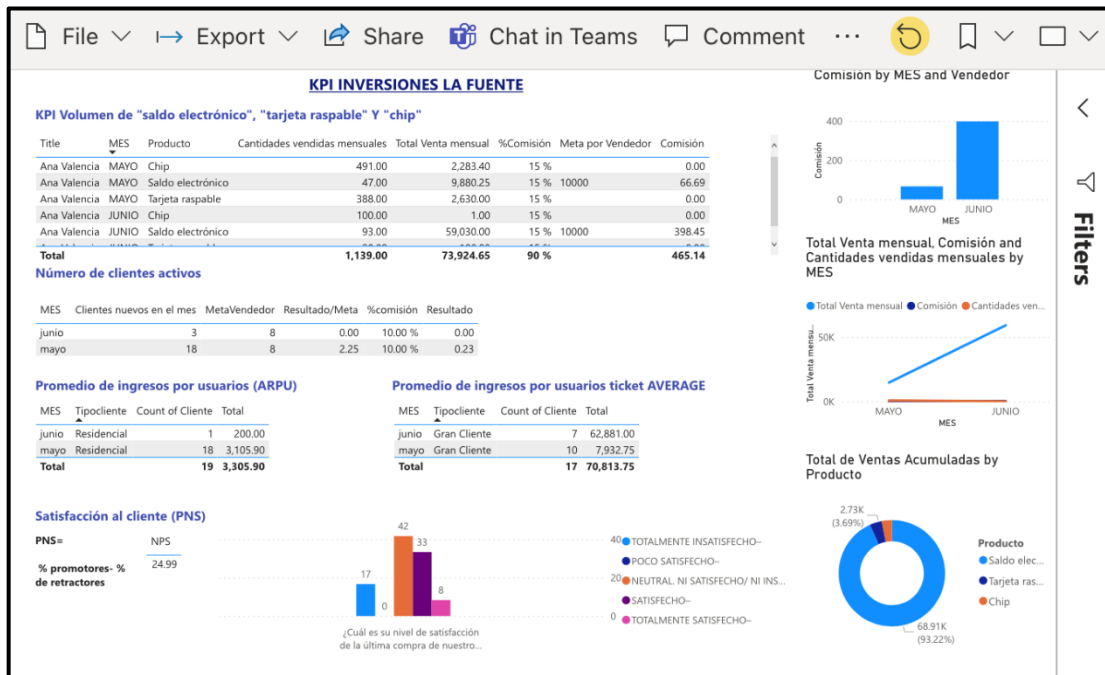 File Export Share Chat in Teams Comment ...
KPI INVERSIONES LA FUENTE
KPI Volumen de "saldo electrónico", "tarjeta raspable" Y "chip"
Title MES Producto Cantidades vendidas mensuales Total Venta mensual %Comisión Meta por Vendedor Comisión
Ana Valencia MAYO Chip 491.00 2,283.40 15 % 0.00
Ana Valencia MAYO Saldo electrónico 47.00 9,880.25 15 % 10000 66.69
Ana Valencia MAYO Tarjeta raspable 388.00 2,630.00 15 % 0.00
Ana Valencia JUNIO Chip 100.00 1.00 15 % 0.00
Ana Valencia JUNIO Saldo electrónico 93.00 59,030.00 15 % 10000 398.45
Total 1,139.00 73,924.65 90 % 465.14
Número de clientes activos
MES Clientes nuevos en el mes MetaVendedor Resultado/Meta %comisión Resultado
junio 3 8 0.00 10.00 % 0.00
mayo 18 8 2.25 10.00 % 0.23
Promedio de ingresos por usuarios (ARPU)
MES Tipocliente Count of Cliente Total
junio Residencial 1 200.00
mayo Residencial 18 3,105.90
Total 19 3,305.90
Promedio de ingresos por usuarios ticket AVERAGE
MES Tipocliente Count of Cliente Total
junio Gran Cliente 7 62,881.00
mayo Gran Cliente 10 7,932.75
Total 17 70,813.75
Satisfacción al cliente (PNS)
PNS=
% promotores- %
de retractores
NPS
24.99
17
0
42
33
8
40
20
0
¿Cuál es su nivel de satisfacción
de la última compra de nuestro...
TOTALMENTE INSATISFECHO–
POCO SATISFECHO–
NEUTRAL. NI SATISFECHO/ NI INS...
SATISFECHO–
TOTALMENTE SATISFECHO–
Comisión by MES and Vendedor
Comisión
400
200
0
MAYO JUNIO
MES
Total Venta mensual, Comisión and
Cantidades vendidas mensuales by
MES
Total Venta mensual Comisión Cantidades ven...
Total Venta mensu...
50K
0K
MAYO JUNIO
MES
Total de Ventas Acumuladas by
Producto
2.73K
(3.69%)
68.91K
(93.22%)
Producto
Saldo elec...
Tarjeta ras...
Chip
Filters